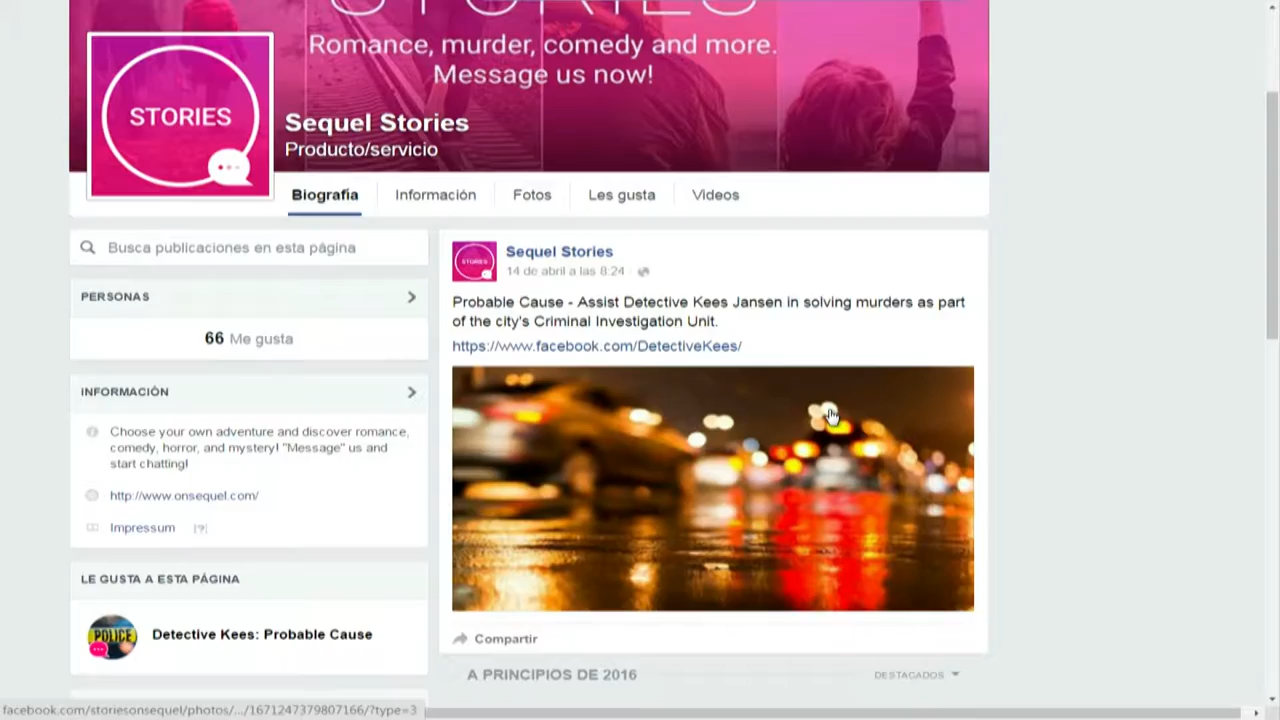 STORIES
Romance, murder, comedy and more.
Message us now!
STORIES
Sequel Stories
Producto/servicio
Biografía
Información
Fotos
Les gusta
Videos
Busca publicaciones en esta página
PERSONAS
66 Me gusta
INFORMACIÓN
Choose your own adventure and discover romance,
comedy, horror, and mystery! "Message" us and
start chatting!
http://www.onsequel.com/
Impressum [?]
LE GUSTA A ESTA PÁGINA
POLICE
Detective Kees: Probable Cause
STORIES
Sequel Stories
14 de abril a las 8:24
Probable Cause - Assist Detective Kees Jansen in solving murders as part
of the city's Criminal Investigation Unit.
https://www.facebook.com/DetectiveKees/
Compartir
A PRINCIPIOS DE 2016
DESTACADOS
facebook.com/storiesonsequel/photos/.../1671247379807166/?type=3